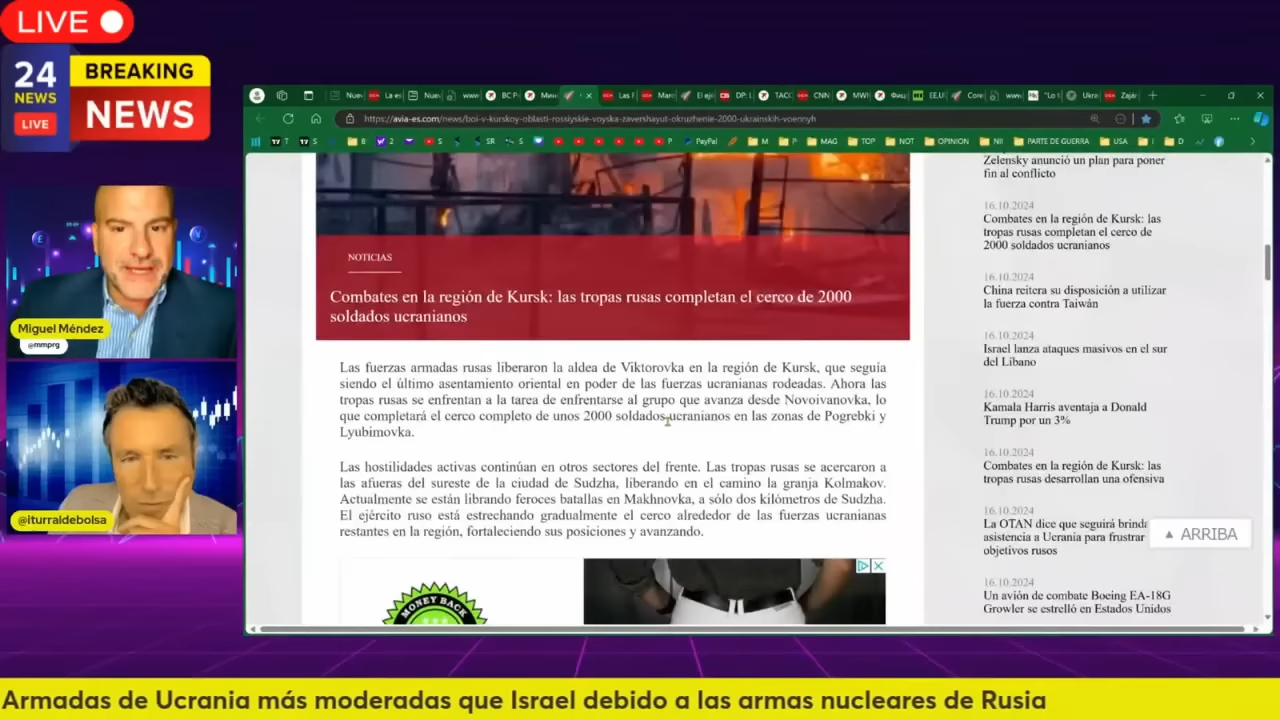 LIVE
24
NEWS
LIVE
BREAKING
NEWS
Miguel Méndez
@mmprg
@iturraldebolsa
https://avia-es.com/news/boi-v-kurskoy-oblasti-rossiyskie-voyska-zavershayut-okruzhenie-2000-ukrainskih-voennyh
PayPal
MAG
TOP
NOT
OPINION
PARTE DE GUERRA
USA
NOTICIAS
Combates en la región de Kursk: las tropas rusas completan el cerco de 2000
soldados ucranianos
Las fuerzas armadas rusas liberaron la aldea de Viktorovka en la región de Kursk, que seguía
siendo el último asentamiento oriental en poder de las fuerzas ucranianas rodeadas. Ahora las
tropas rusas se enfrentan a la tarea de enfrentarse al grupo que avanza desde Novoivanovka, lo
que completará el cerco completo de unos 2000 soldados ucranianos en las zonas de Pogrebki y
Lyubimovka.
Las hostilidades activas continúan en otros sectores del frente. Las tropas rusas se acercaron a
las afueras del sureste de la ciudad de Sudzha, liberando en el camino la granja Kolmakov.
Actualmente se están librando feroces batallas en Makhnovka, a sólo dos kilómetros de Sudzha.
El ejército ruso está estrechando gradualmente el cerco alrededor de las fuerzas ucranianas
restantes en la región, fortaleciendo sus posiciones y avanzando.
MONEY BACK
Zelensky anunció un plan para poner
fin al conflicto
16.10.2024
Combates en la región de Kursk: las
tropas rusas completan el cerco de
2000 soldados ucranianos
16.10.2024
China reitera su disposición a utilizar
la fuerza contra Taiwán
16.10.2024
Israel lanza ataques masivos en el sur
del Líbano
16.10.2024
Kamala Harris aventaja a Donald
Trump por un 3%
16.10.2024
Combates en la región de Kursk: las
tropas rusas desarrollan una ofensiva
16.10.2024
La OTAN dice que seguirá
asistencia a Ucrania para frustrar
objetivos rusos
▲ ARRIBA
16.10.2024
Un avión de combate Boeing EA-18G
Growler se estrelló en Estados Unidos
Armadas de Ucrania más moderadas que Israel debido a las armas nucleares de Rusia